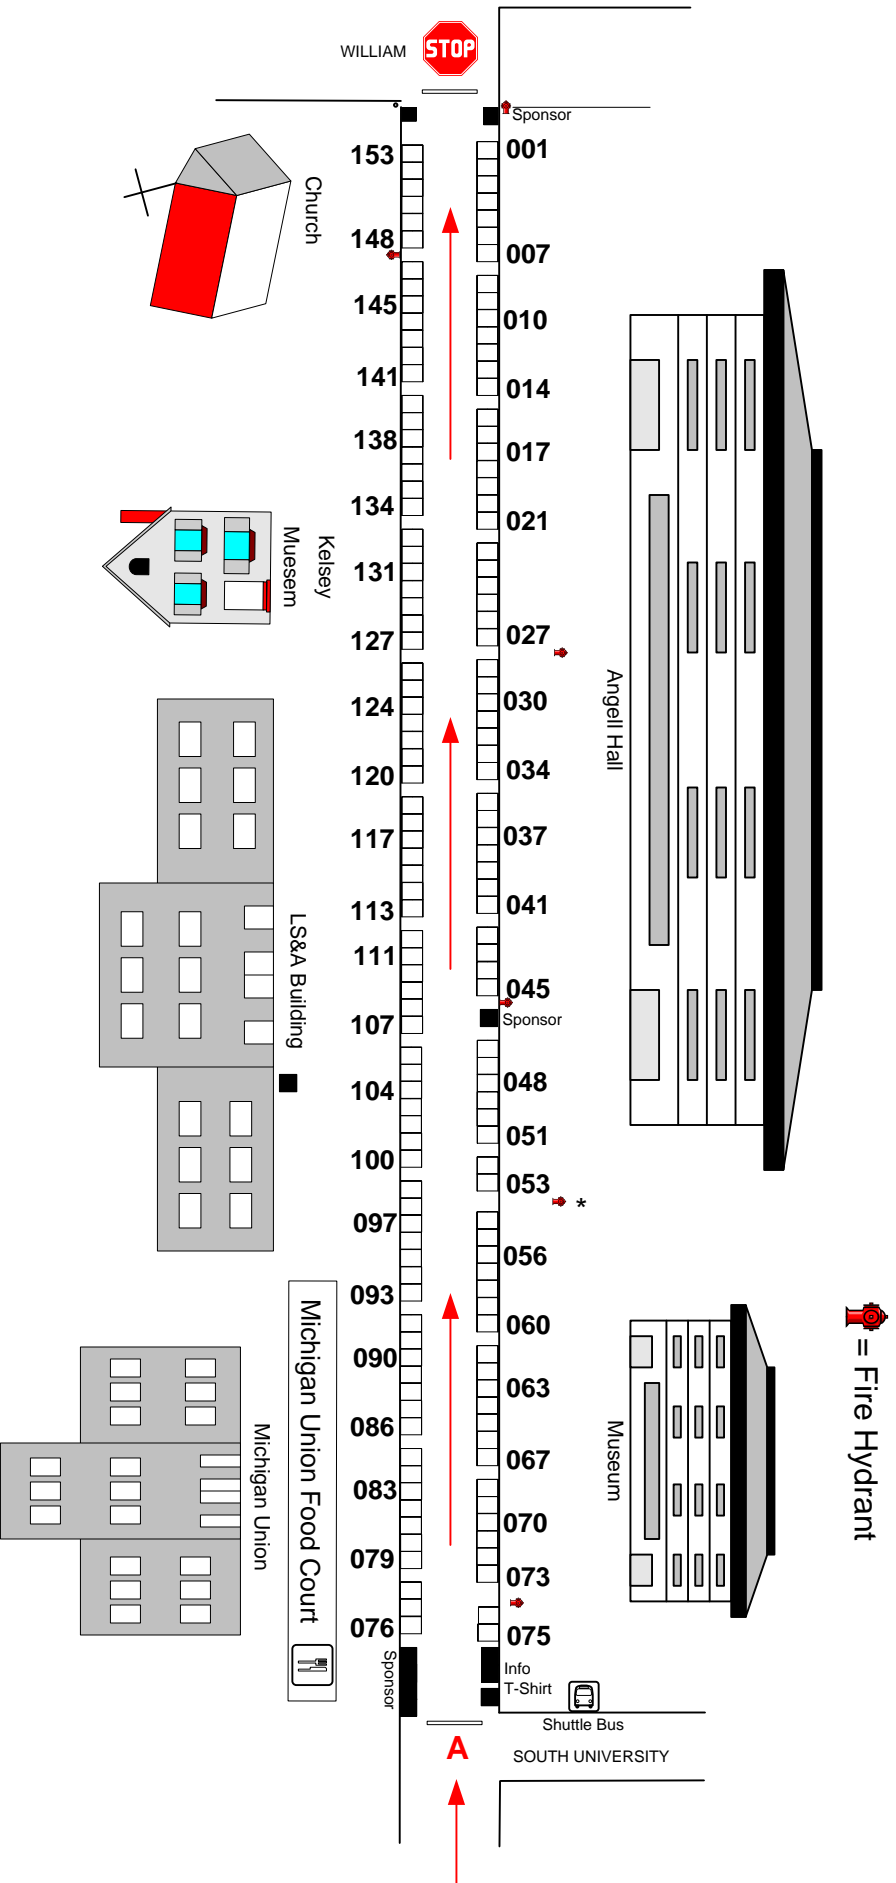 WILLIAM
STOP
Sponsor
153
001
148
007
145
010
141
014
138
017
134
021
131
027
127
030
124
034
120
037
117
041
113
045
111
Sponsor
107
048
104
051
100
053
*
097
056
093
060
090
063
086
067
083
070
079
073
076
075
Sponsor
Info
T-Shirt
Shuttle Bus
A
SOUTH UNIVERSITY
Church
Kelsey
Muesem
LS&A Building
Michigan Union Food Court
Michigan Union
Angell Hall
Museum
= Fire Hydrant